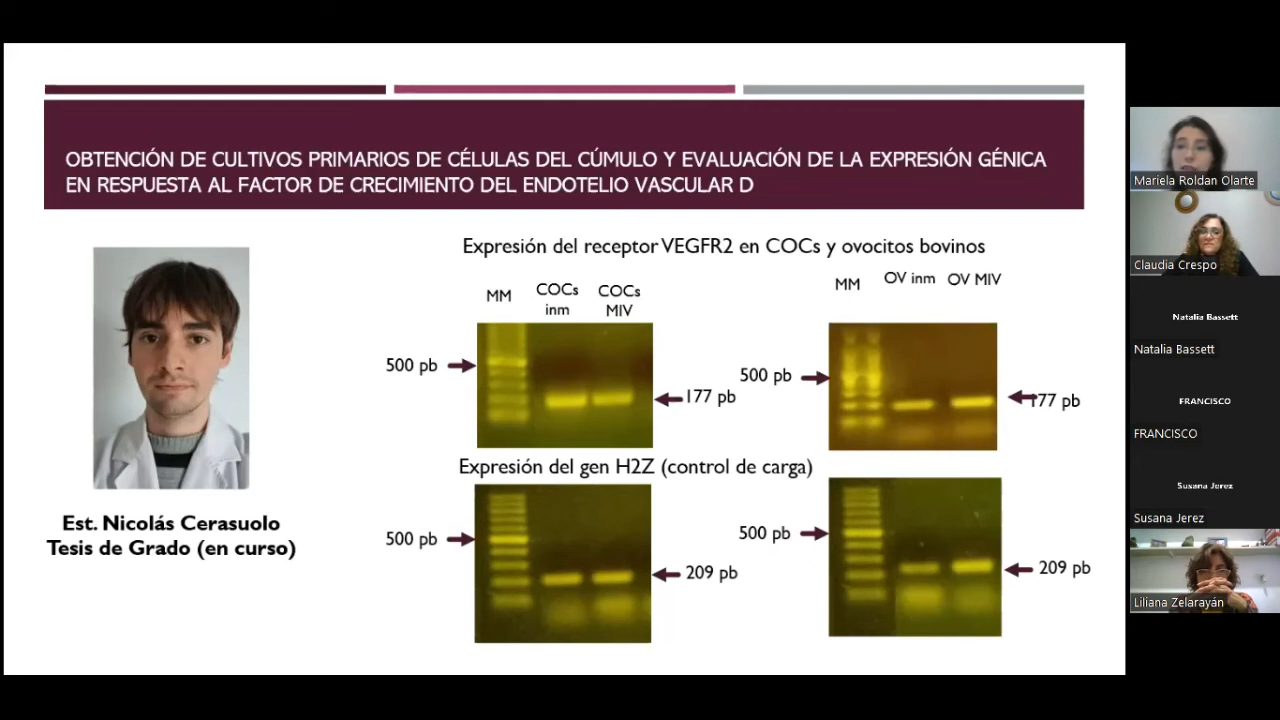 OBTENCIÓN DE CULTIVOS PRIMARIOS DE CÉLULAS DEL CÚMULO Y EVALUACIÓN DE LA EXPRESIÓN GÉNICA
EN RESPUESTA AL FACTOR DE CRECIMIENTO DEL ENDOTELIO VASCULAR D
Est. Nicolás Cerasuolo
Tesis de Grado (en curso)
Expresión del receptor VEGFR2 en COCs y ovocitos bovinos
MM
COCs
inm
COCs
MIV
500 pb
177 pb
MM
OV inm
OV MIV
500 pb
177 pb
Expresión del gen H2Z (control de carga)
500 pb
209 pb
500 pb
209 pb
Mariela Roldan Olarte
Claudia Crespo
Natalia Bassett
Natalia Bassett
FRANCISCO
FRANCISCO
Susana Jerez
Susana Jerez
Liliana Zelarayán